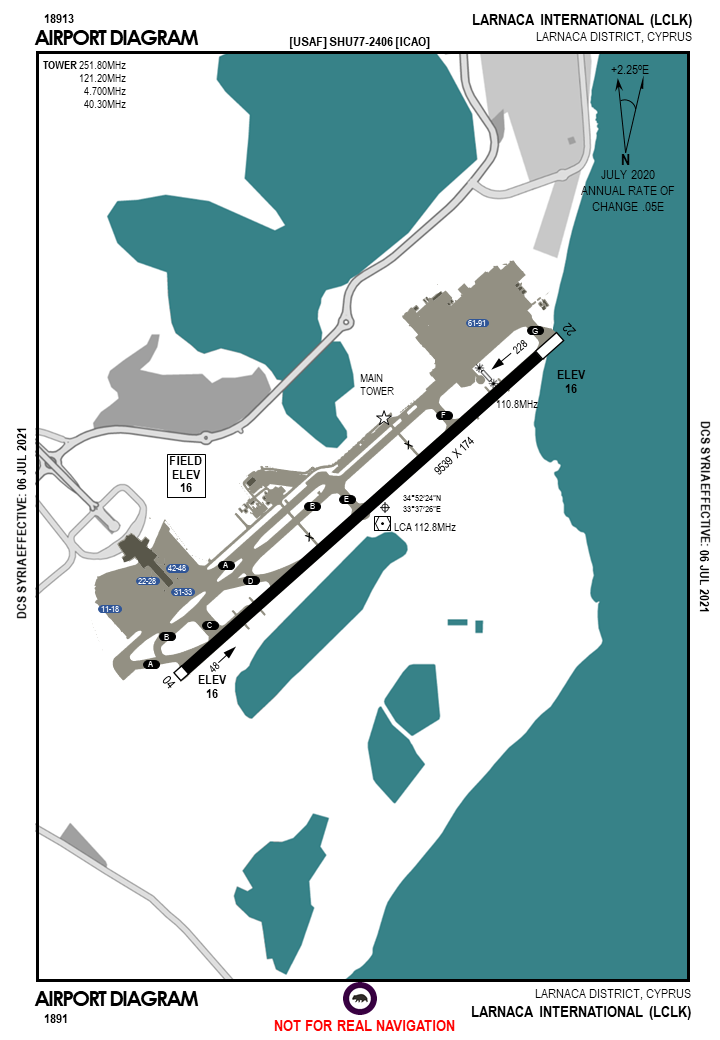 18913
AIRPORT DIAGRAM
[USAF] SHU77-2406 [ICAO]
LARNACA INTERNATIONAL (LCLK)
LARNACA DISTRICT, CYPRUS
TOWER 251.80MHz
121.20MHz
4.700MHz
40.30MHz
+2.25ºE
N
JULY 2020
ANNUAL RATE OF
CHANGE .05E
61-91
G
22
228
ELEV
16
MAIN
TOWER
110.8MHz
F
X
9539 X 174
FIELD
ELEV
16
E
B
34°52'24"N
33°37'26"E
LCA 112.8MHz
X
A
42-48
22-28
31-33
D
11-18
C
B
A
48
04
ELEV
16
DCS SYRIA EFFECTIVE: 06 JUL 2021
DCS SYRIA EFFECTIVE: 06 JUL 2021
AIRPORT DIAGRAM
1891
NOT FOR REAL NAVIGATION
LARNACA DISTRICT, CYPRUS
LARNACA INTERNATIONAL (LCLK)